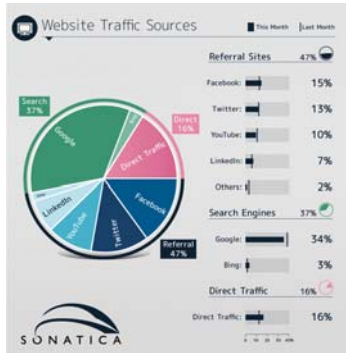 Website Traffic Sources
This Month
Last Month
Referral Sites 47%
Facebook: 15%
Twitter: 13%
YouTube: 10%
LinkedIn: 7%
Others: 2%
Search Engines 37%
Google: 34%
Bing: 3%
Direct Traffic 16%
Direct Traffic: 16%
Search
37%
Direct
16%
Referral
47%
Google
Direct Traffic
Facebook
Twitter
YouTube
LinkedIn
SONATICA